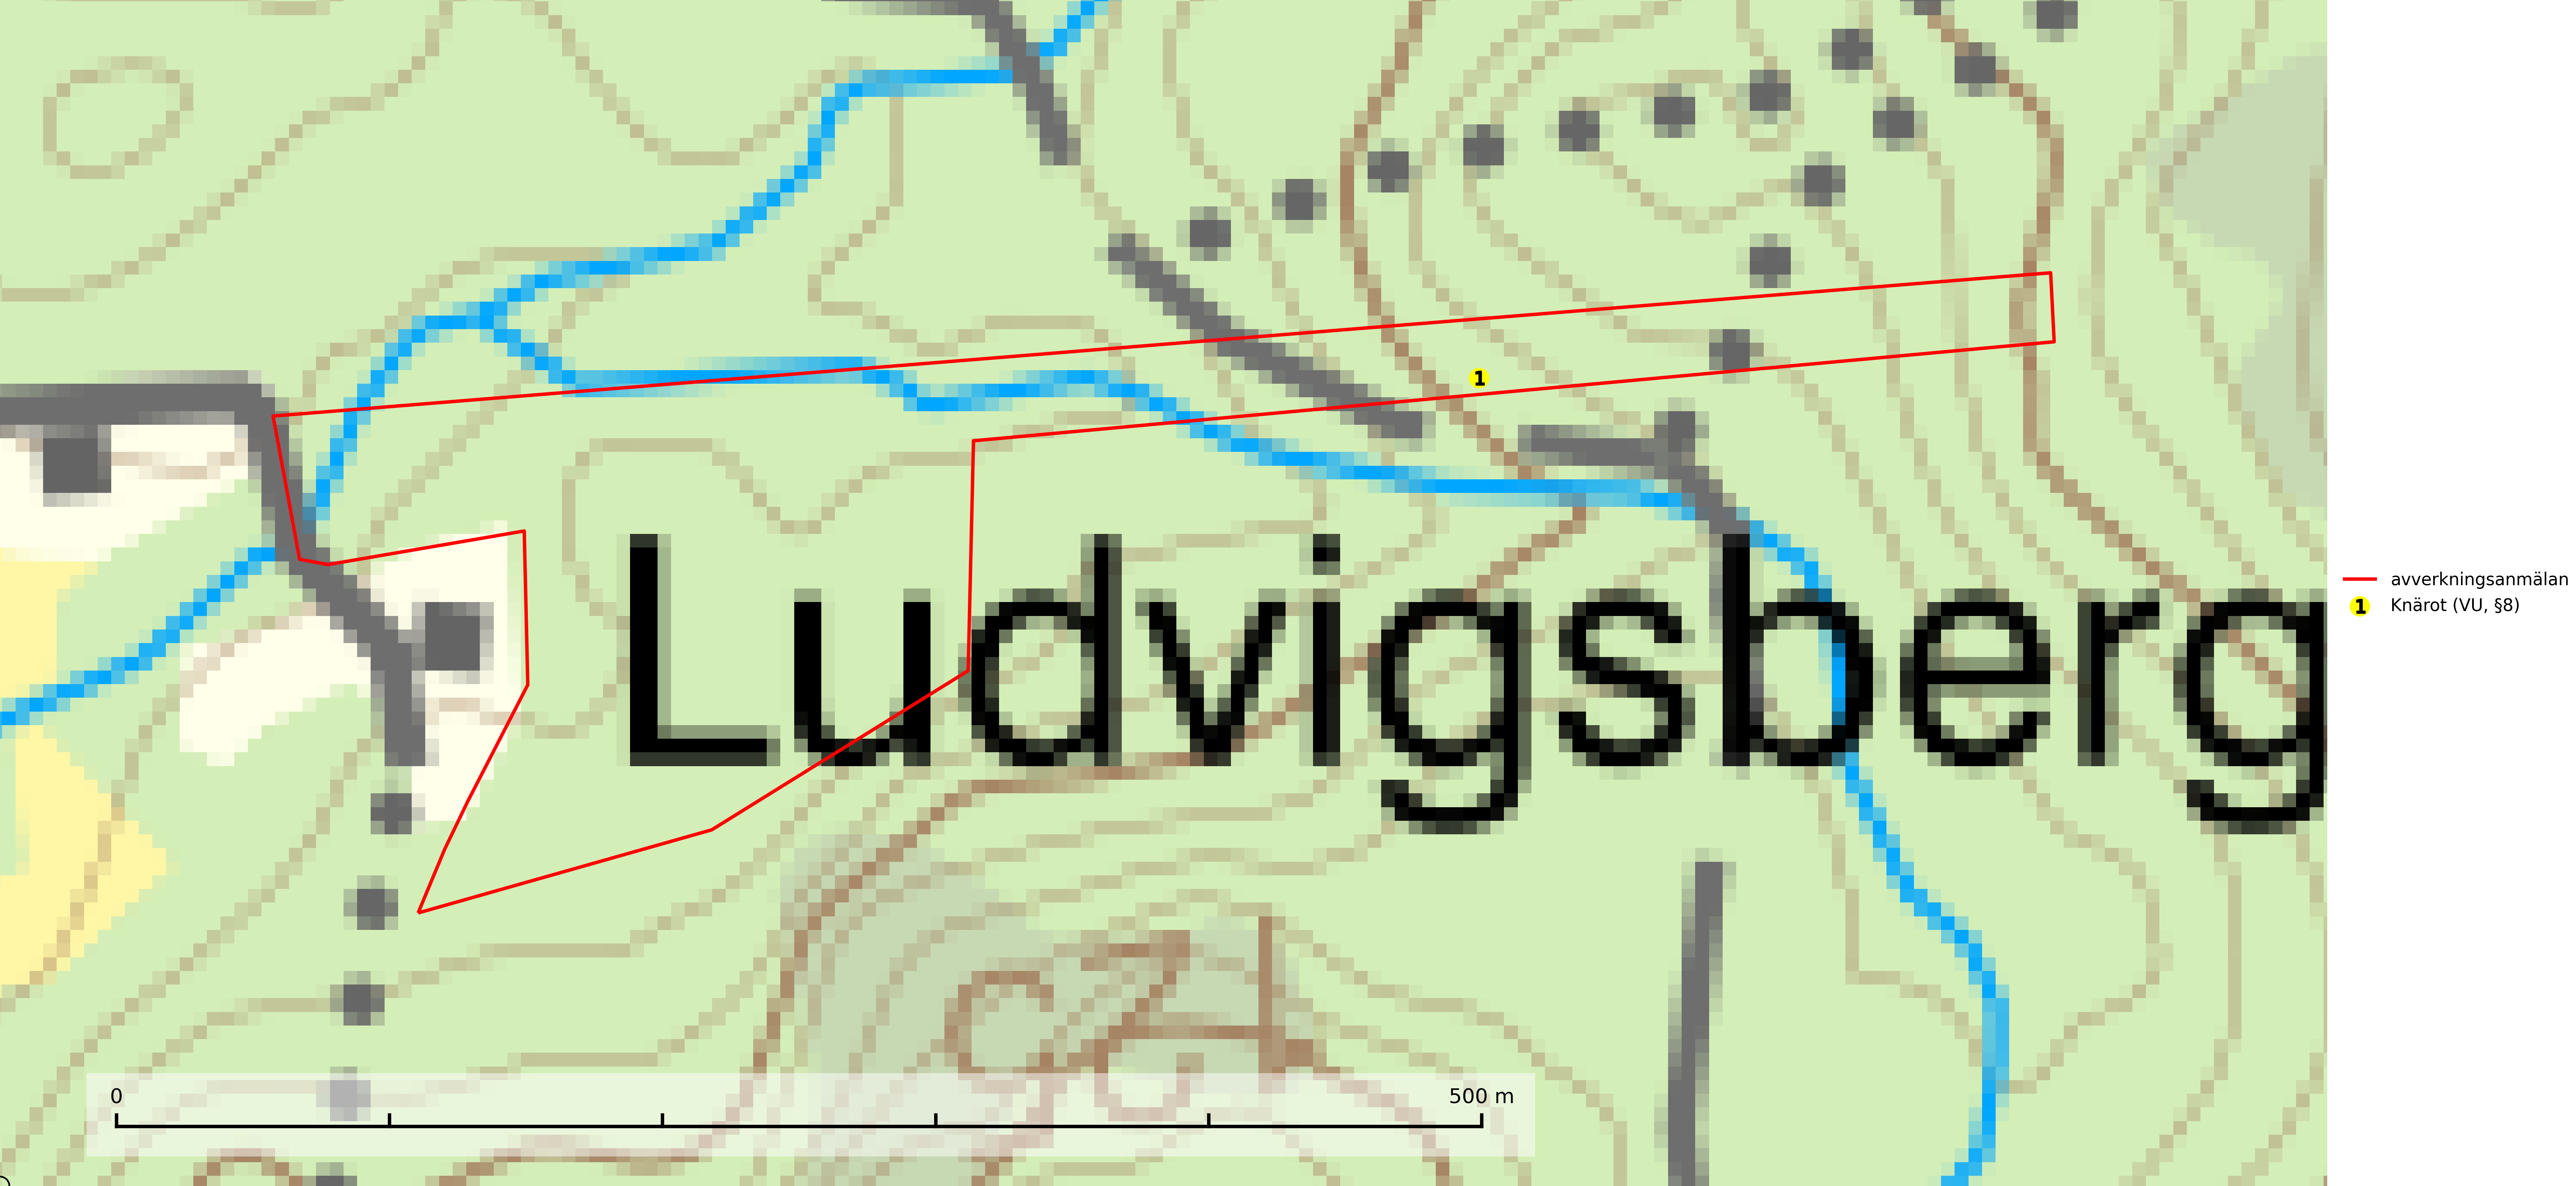 1
Ludvigsberg
0 500 m
avverkningsanmälan
1 Knärot (VU, §8)